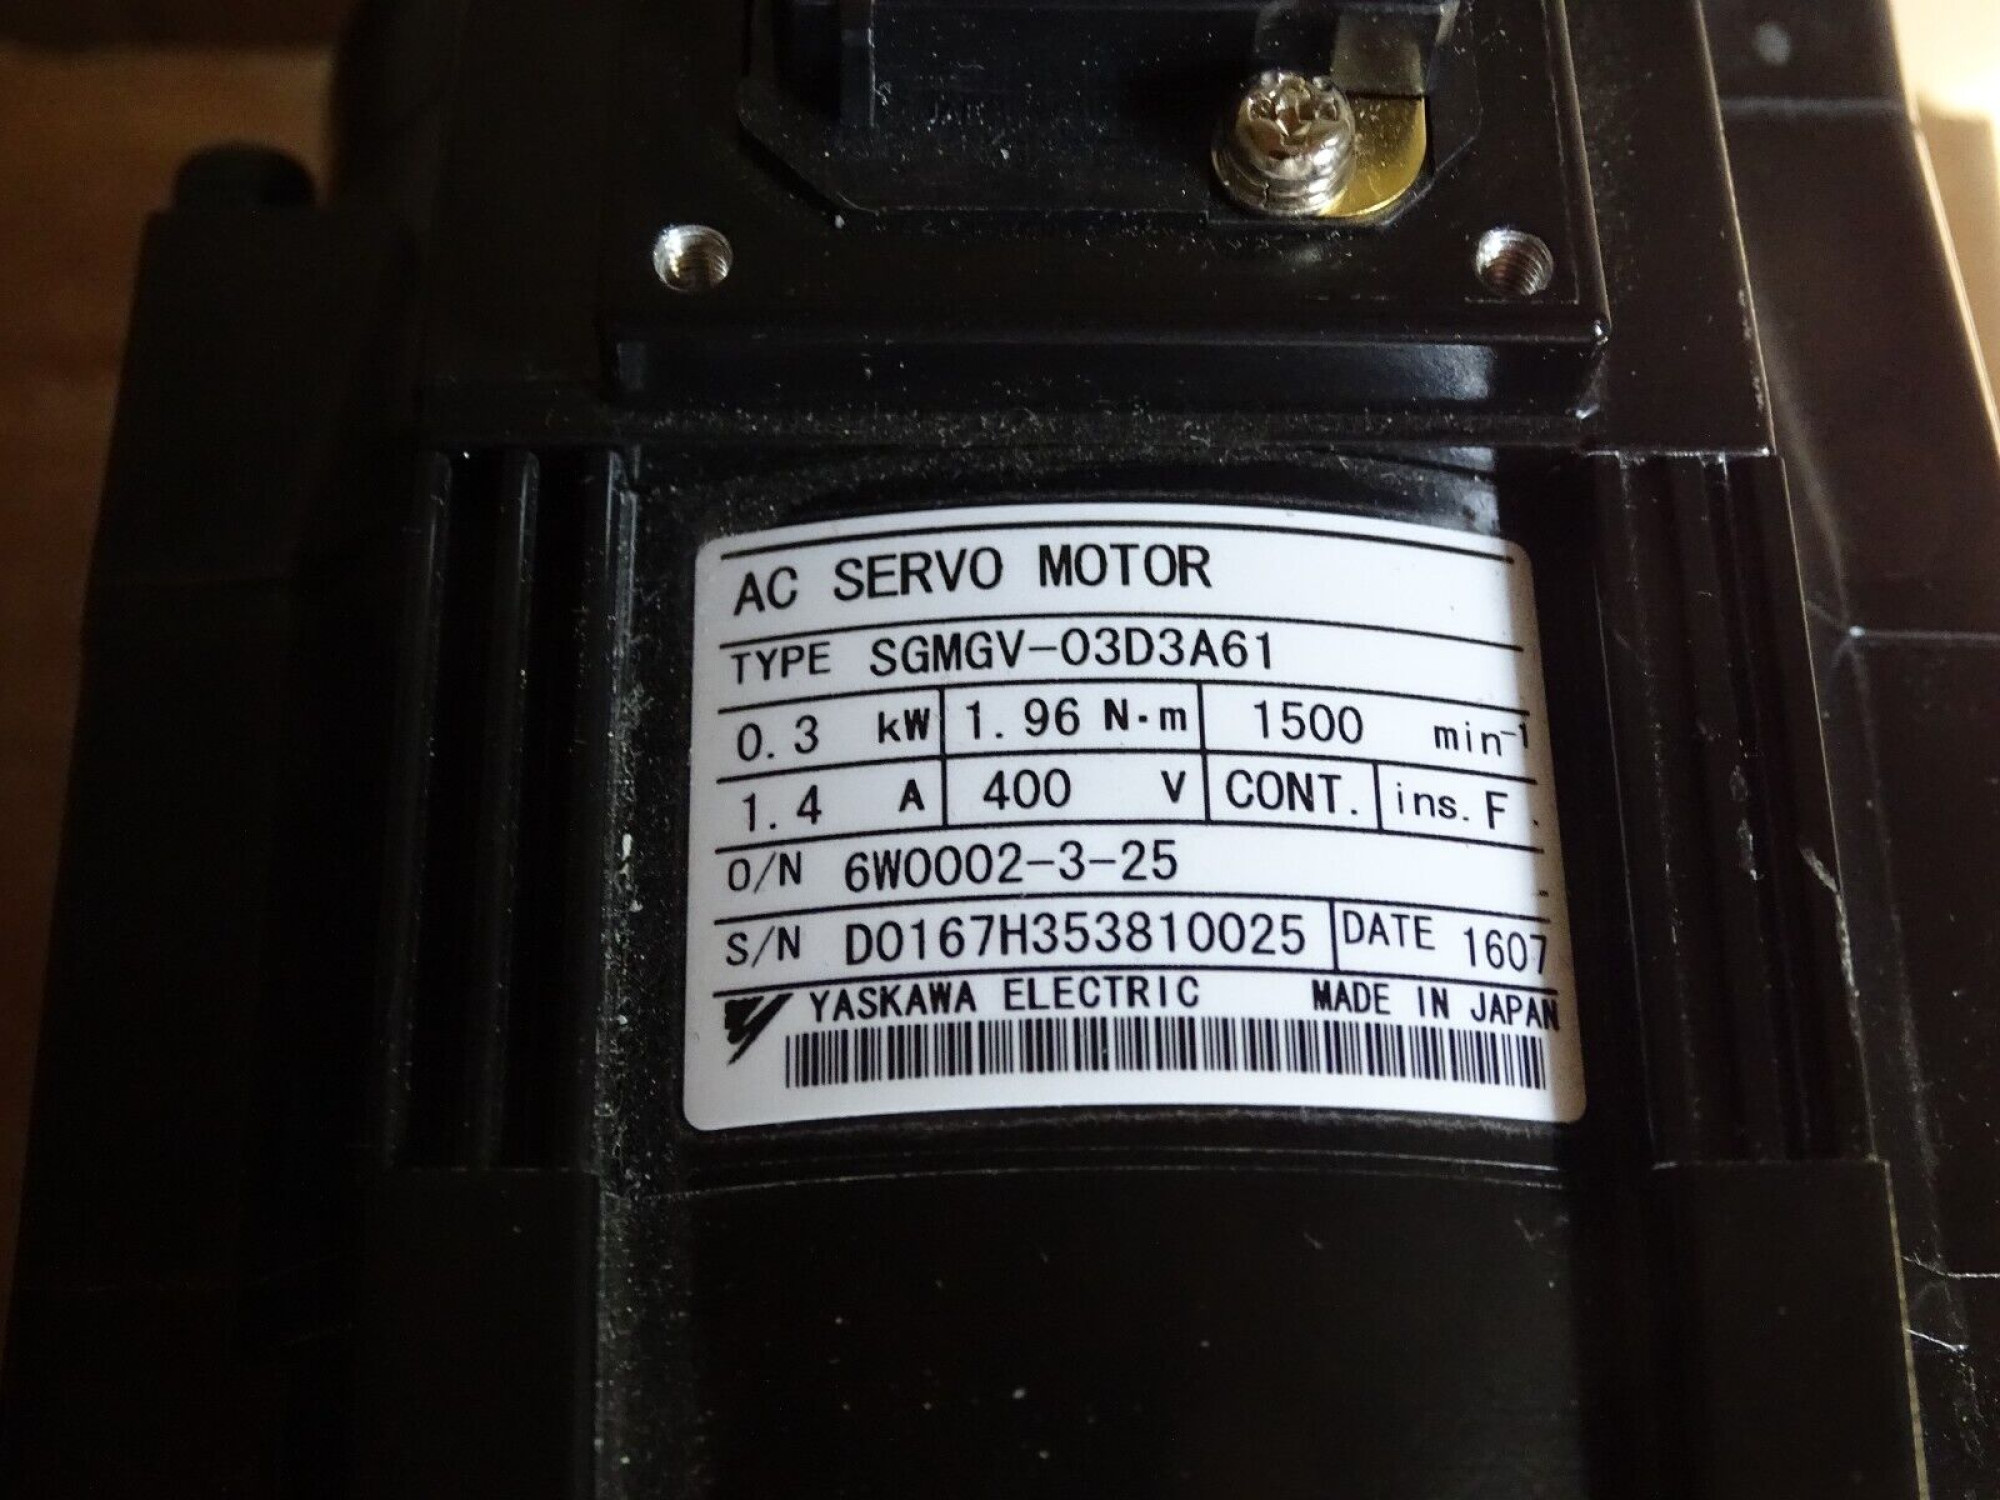 AC SERVO MOTOR
TYPE SGMGV-03D3A61
0.3 kW 1.96 N·m 1500 min⁻¹
1.4 A 400 V CONT. ins. F
O/N 6W0002-3-25
S/N D0167H353810025 DATE 1607
YASKAWA ELECTRIC MADE IN JAPAN